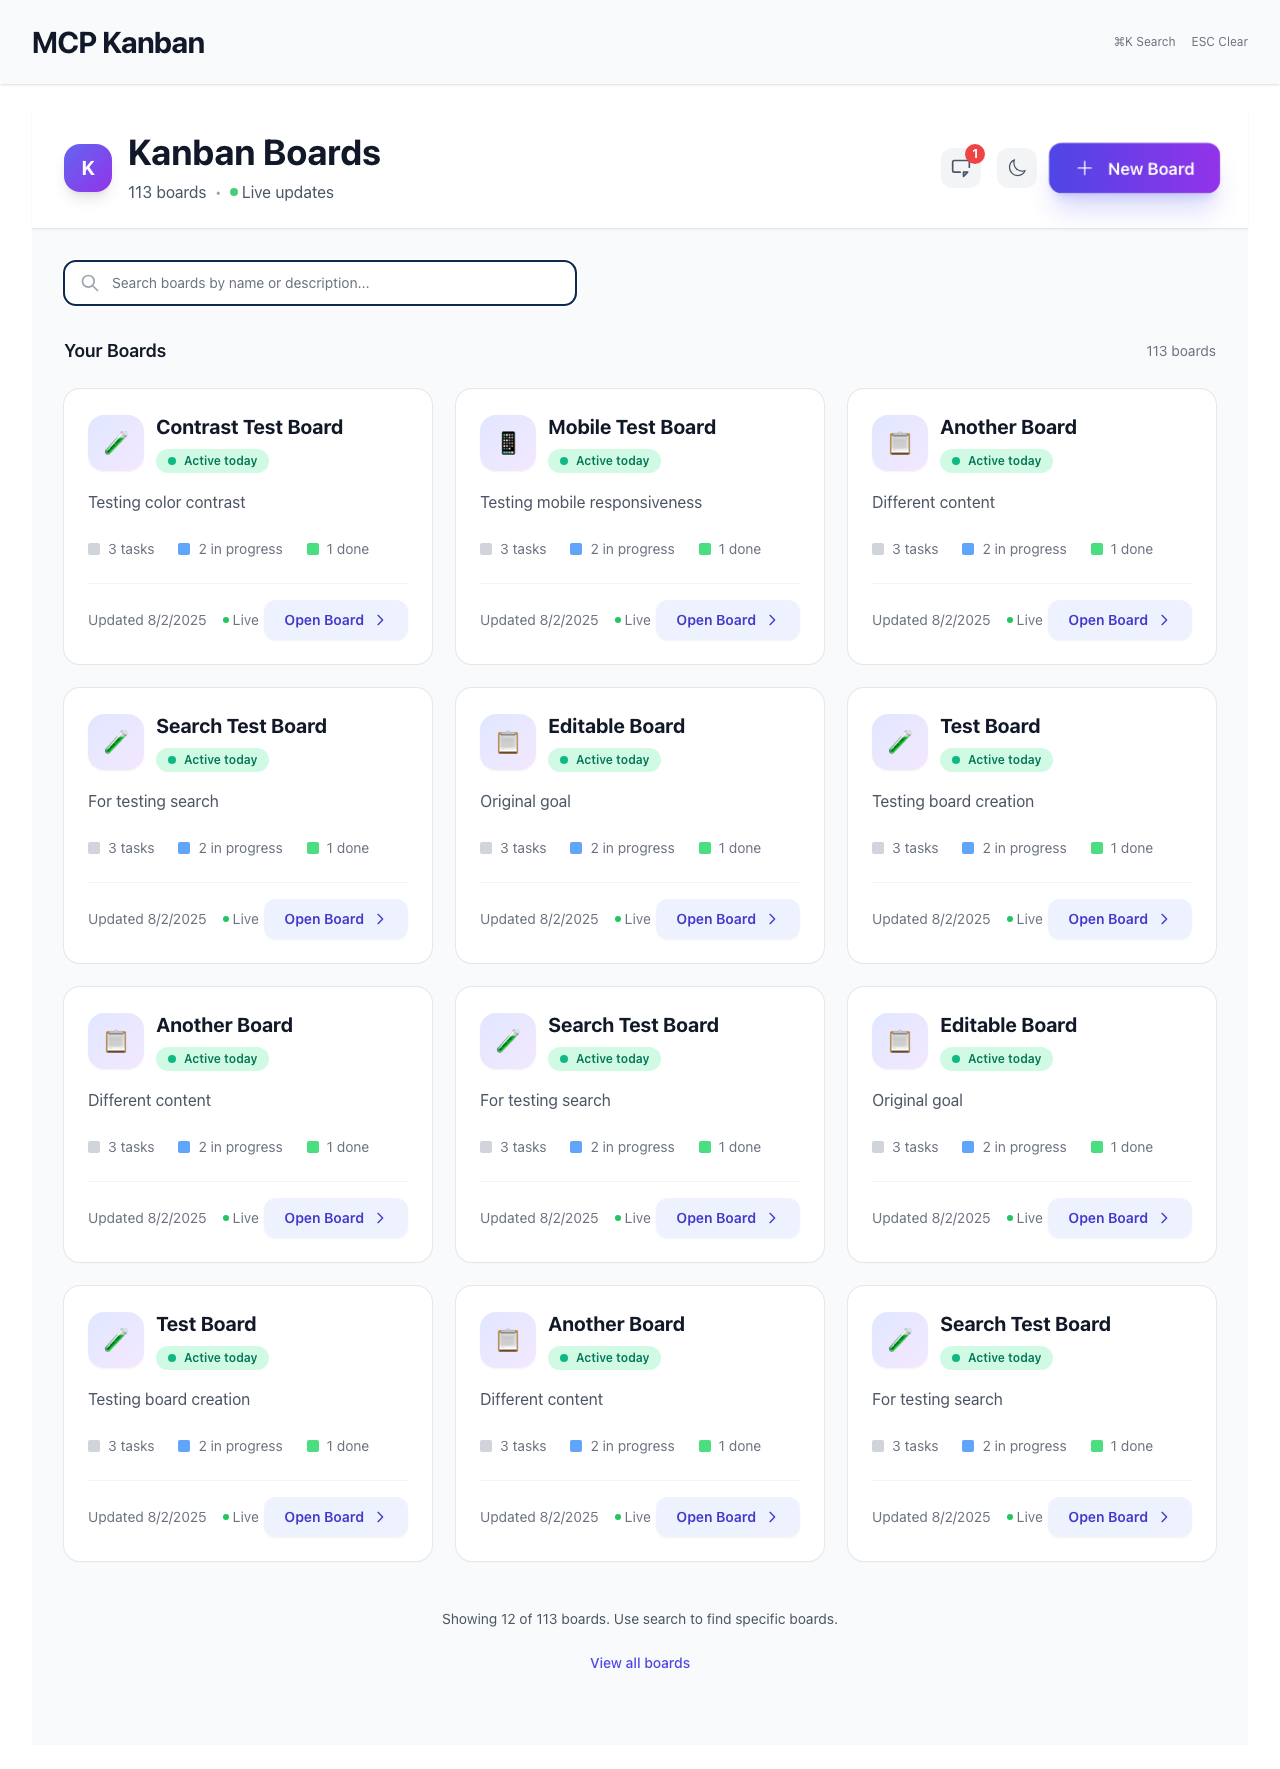 MCP Kanban
⌘K Search ESC Clear
K
Kanban Boards
113 boards • Live updates
1
New Board
Search boards by name or description...
Your Boards
113 boards
Contrast Test Board
Active today
Testing color contrast
3 tasks 2 in progress 1 done
Updated 8/2/2025 Live Open Board
Mobile Test Board
Active today
Testing mobile responsiveness
3 tasks 2 in progress 1 done
Updated 8/2/2025 Live Open Board
Another Board
Active today
Different content
3 tasks 2 in progress 1 done
Updated 8/2/2025 Live Open Board
Search Test Board
Active today
For testing search
3 tasks 2 in progress 1 done
Updated 8/2/2025 Live Open Board
Editable Board
Active today
Original goal
3 tasks 2 in progress 1 done
Updated 8/2/2025 Live Open Board
Test Board
Active today
Testing board creation
3 tasks 2 in progress 1 done
Updated 8/2/2025 Live Open Board
Another Board
Active today
Different content
3 tasks 2 in progress 1 done
Updated 8/2/2025 Live Open Board
Search Test Board
Active today
For testing search
3 tasks 2 in progress 1 done
Updated 8/2/2025 Live Open Board
Editable Board
Active today
Original goal
3 tasks 2 in progress 1 done
Updated 8/2/2025 Live Open Board
Test Board
Active today
Testing board creation
3 tasks 2 in progress 1 done
Updated 8/2/2025 Live Open Board
Another Board
Active today
Different content
3 tasks 2 in progress 1 done
Updated 8/2/2025 Live Open Board
Search Test Board
Active today
For testing search
3 tasks 2 in progress 1 done
Updated 8/2/2025 Live Open Board
Showing 12 of 113 boards. Use search to find specific boards.
View all boards